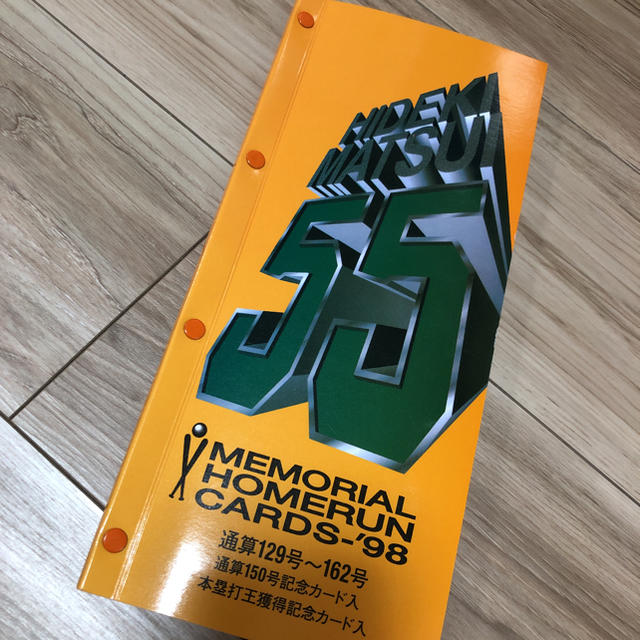 HIDEKI
MATSUI
55
MEMORIAL
HOMERUN
CARDS-'98
通算129号～162号
通算150号記念カード入
本塁打王獲得記念カード入